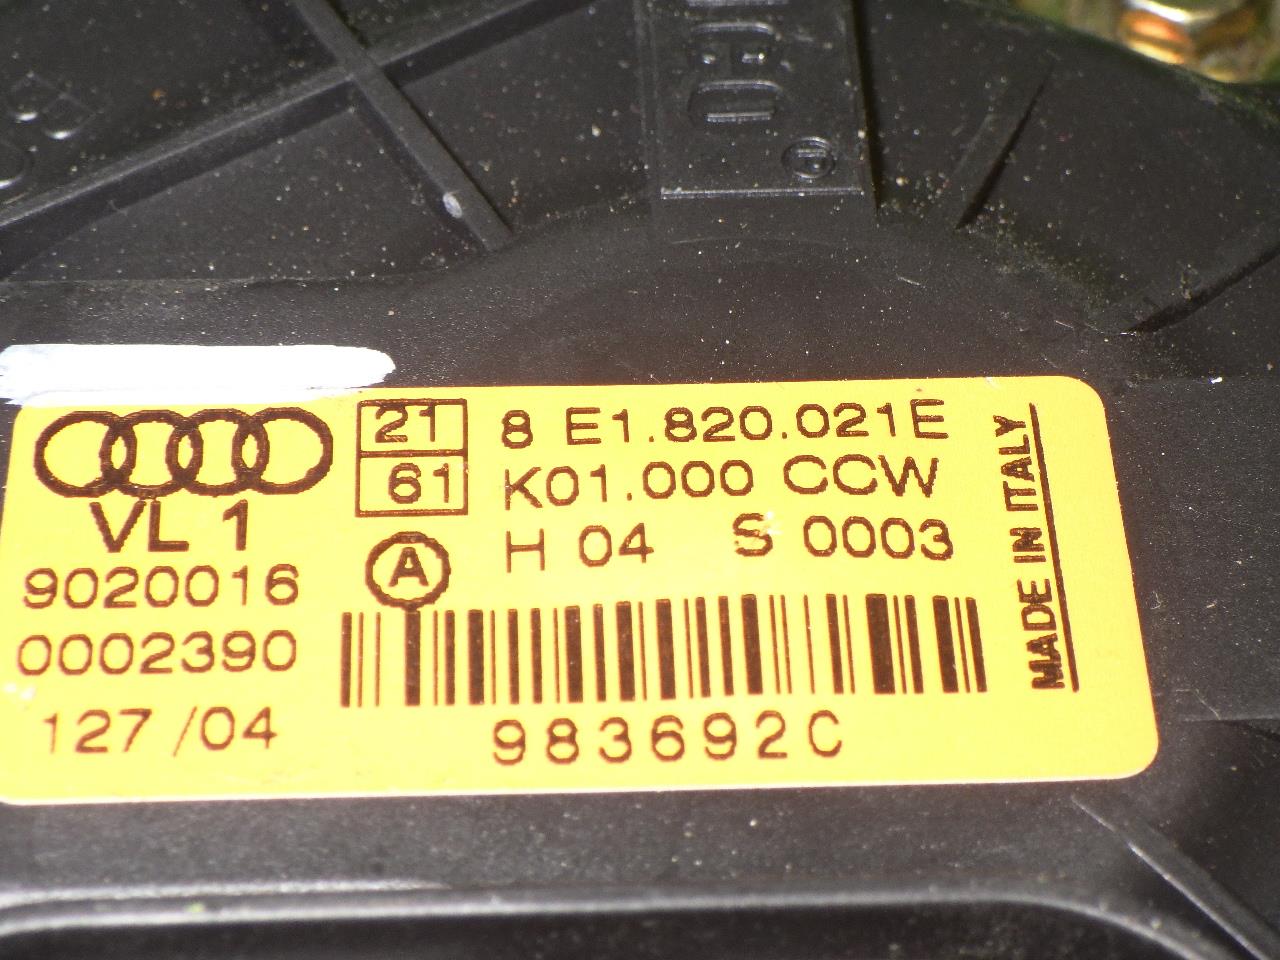 21
61
8 E1.820.021E
K01.000 CCW
H 04 S 0003
VL 1
A
9020016
0002390
127 /04
983692C
MADE IN ITALY